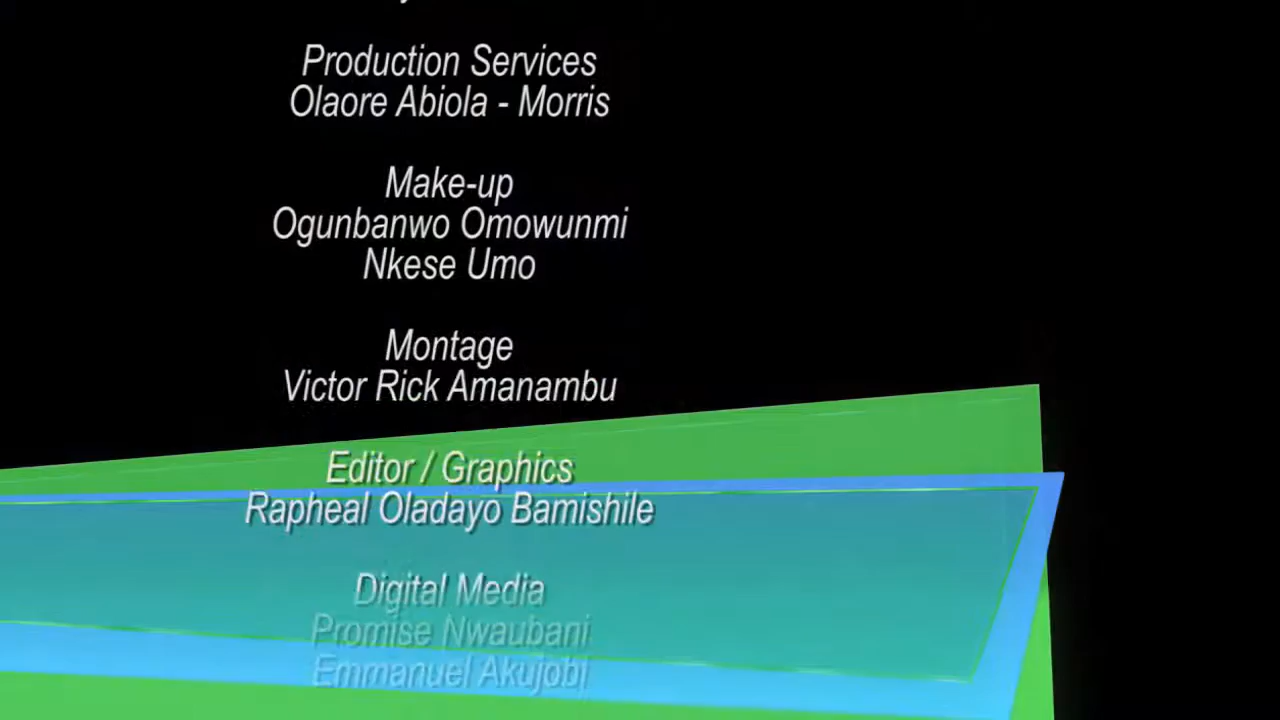 Production Services
Olaore Abiola - Morris
Make-up
Ogunbanwo Omowunmi
Nkese Umo
Montage
Victor Rick Amanambu
Editor / Graphics
Rapheal Oladayo Bamishile
Digital Media
Promise Nwaubani
Emmanuel Akujobi